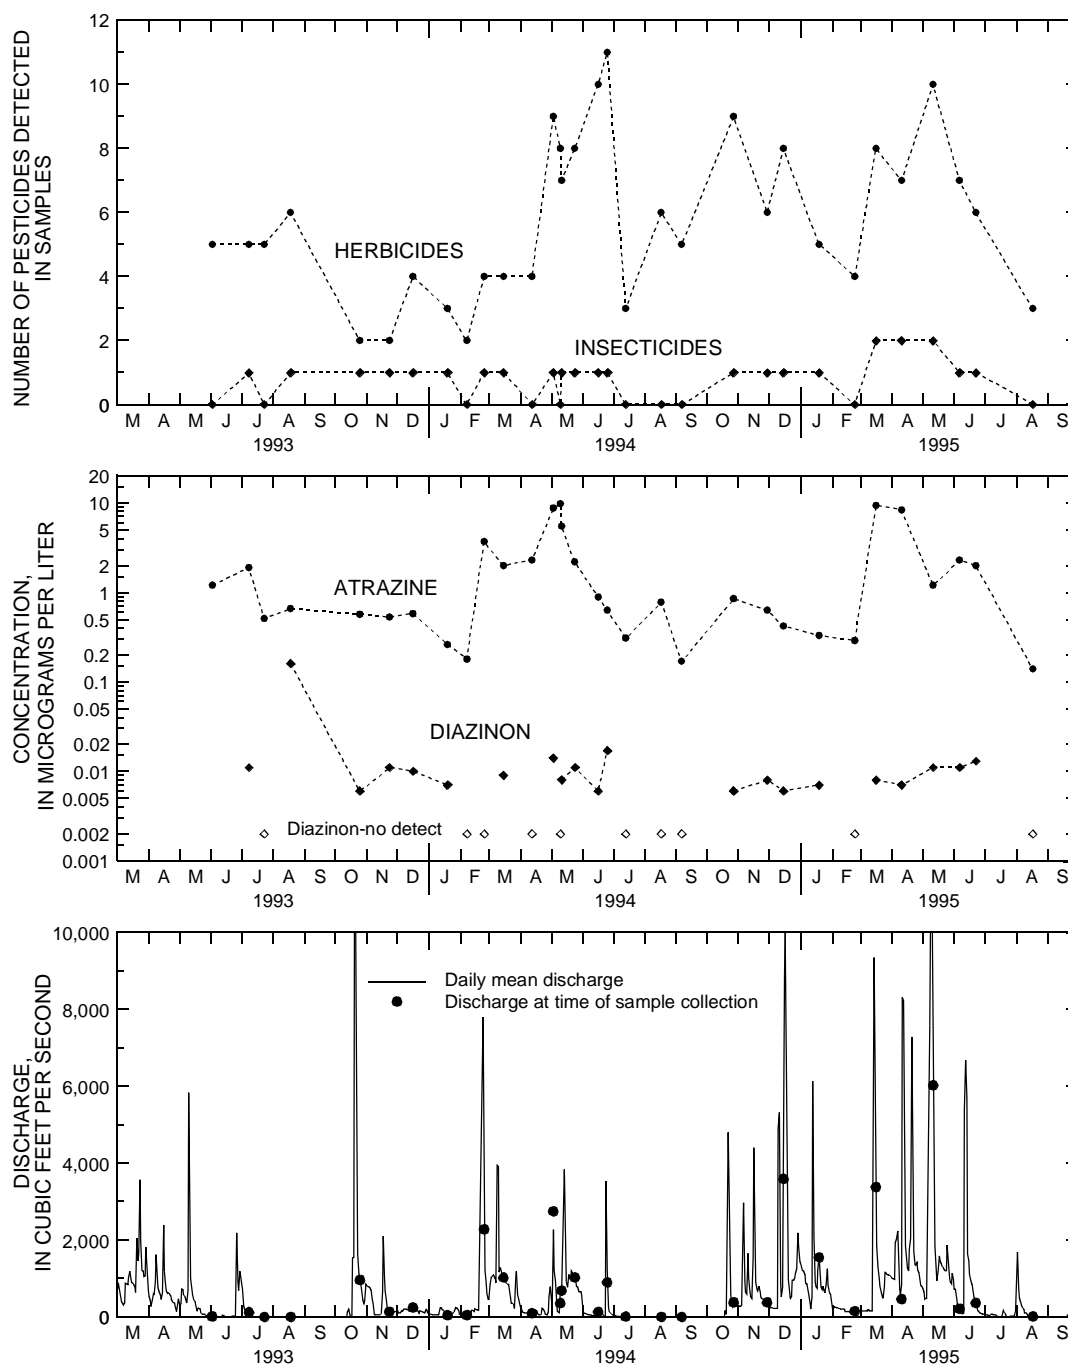 NUMBER OF PESTICIDES DETECTED
IN SAMPLES
12
10
8
6
4
2
0
HERBICIDES
INSECTICIDES
M A M J J A S O N D J F M A M J J A S O N D J F M A M J J A S
1993 1994 1995
CONCENTRATION,
IN MICROGRAMS PER LITER
20
10
5
2
1
0.5
0.2
0.1
0.05
0.02
0.01
0.005
0.002
0.001
ATRAZINE
DIAZINON
Diazinon-no detect
M A M J J A S O N D J F M A M J J A S O N D J F M A M J J A S
1993 1994 1995
DISCHARGE,
IN CUBIC FEET PER SECOND
10,000
8,000
6,000
4,000
2,000
0
Daily mean discharge
Discharge at time of sample collection
M A M J J A S O N D J F M A M J J A S O N D J F M A M J J A S
1993 1994 1995